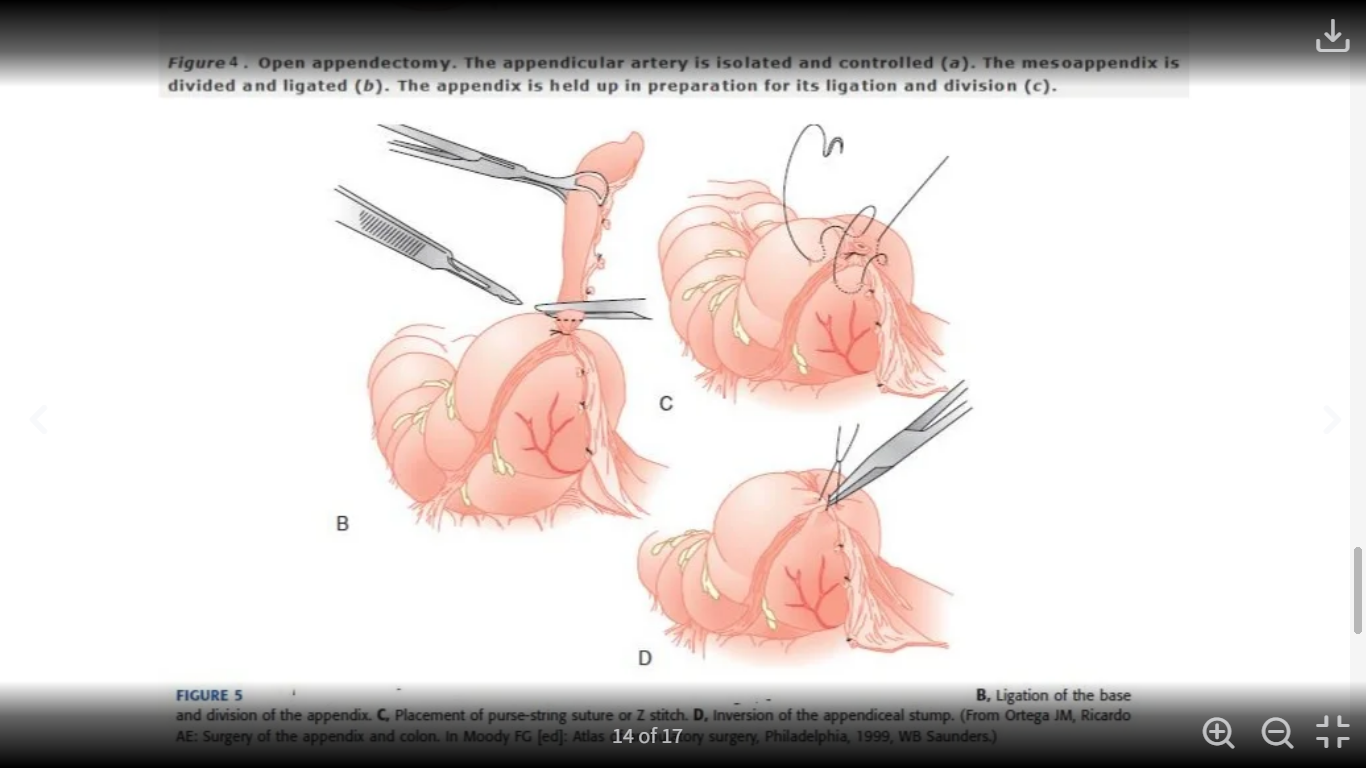 Figure 4. Open appendectomy. The appendicular artery is isolated and controlled (a). The mesoappendix is
divided and ligated (b). The appendix is held up in preparation for its ligation and division (c).
C
B
D
FIGURE 5 B, Ligation of the base
and division of the appendix. C, Placement of purse-string suture or Z stitch. D, Inversion of the appendiceal stump. (From Ortega JM, Ricardo
AE: Surgery of the appendix and colon. In Moody FG [ed]: Atlas surgery, Philadelphia, 1999, WB Saunders.)
14 of 17